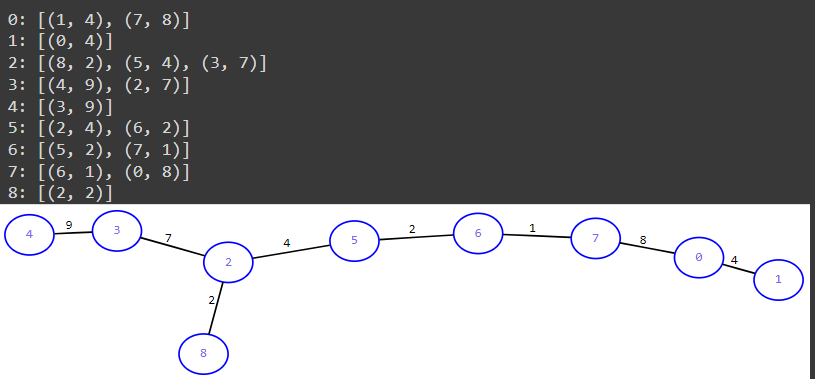 0: [(1, 4), (7, 8)]
1: [(0, 4)]
2: [(8, 2), (5, 4), (3, 7)]
3: [(4, 9), (2, 7)]
4: [(3, 9)]
5: [(2, 4), (6, 2)]
6: [(5, 2), (7, 1)]
7: [(6, 1), (0, 8)]
8: [(2, 2)]
4 9 3 7 2 4 5 2 6 1 7 8 0 4 1
2
8